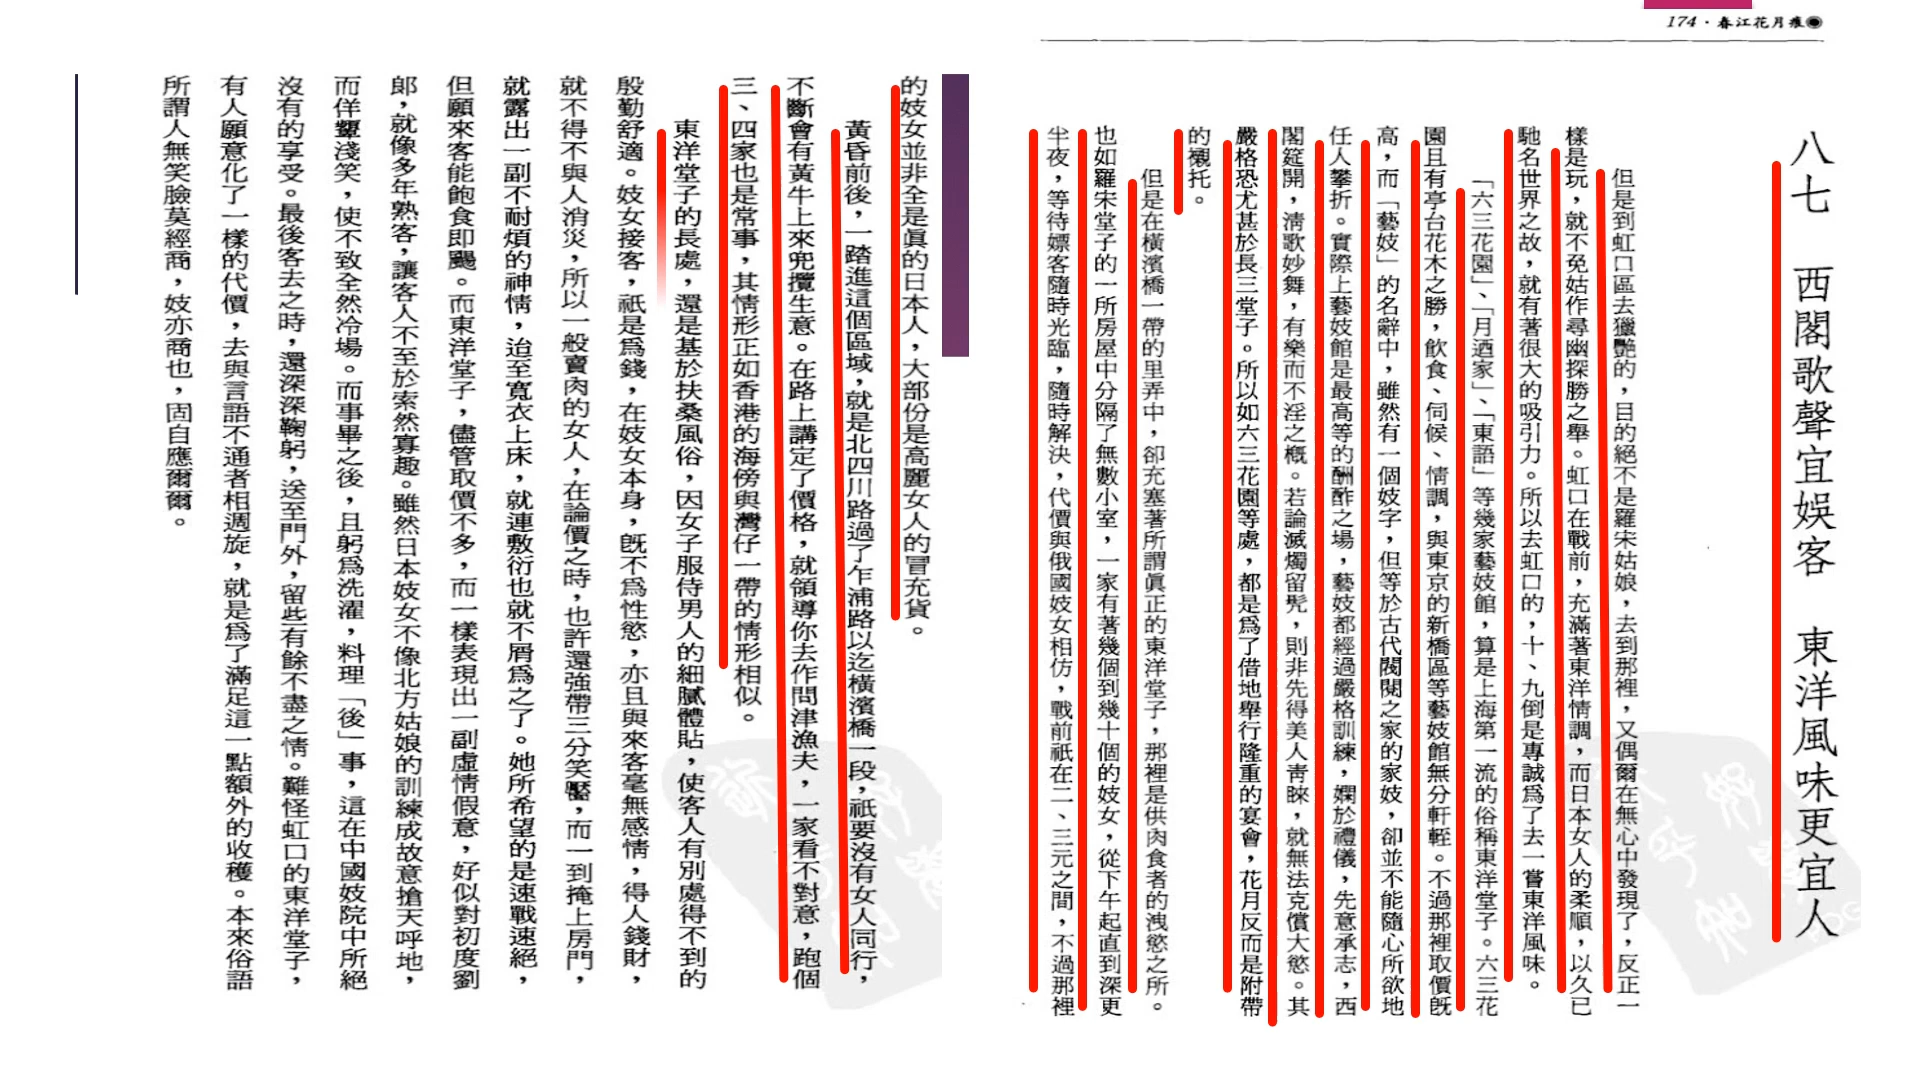 174·春江花月痕
八七　西閣歌聲宜娛客　東洋風味更宜人
但是到虹口區去獵艷的，目的絕不是羅宋姑娘，去到那裡，又偶爾在無心中發現了，反正一
樣是玩，就不免姑作尋幽探勝之舉。虹口在戰前，充滿著東洋情調，而日本女人的柔順，以久已
馳名世界之故，就有著很大的吸引力。所以去虹口的，十、九倒是專誠為了去一嘗東洋風味。
「六三花園」、「月迺家」、「東語」等幾家藝妓館，算是上海第一流的俗稱東洋堂子。六三花
園且有亭台花木之勝，飲食、伺候、情調，與東京的新橋區等藝妓館無分軒輊。不過那裡取價既
高，而「藝妓」的名辭中，雖然有一個妓字，但等於古代閥閱之家的家妓，卻並不能隨心所欲地
任人攀折。實際上藝妓館是最高等的酬酢之場，藝妓都經過嚴格訓練，嫻於禮儀，先意承志，西
閣筵開，清歌妙舞，有樂而不淫之概。若論滅燭留髡，則非先得美人青睞，就無法克償大慾。其
嚴格恐尤甚於長三堂子。所以如六三花園等處，都是為了借地舉行隆重的宴會，花月反而是附帶
的襯托。
但是在橫濱橋一帶的里弄中，卻充塞著所謂真正的東洋堂子，那裡是供肉食者的洩慾之所。
也如羅宋堂子的一所房屋中分隔了無數小室，一家有著幾個到幾十個的妓女，從下午起直到深更
半夜，等待嫖客隨時光臨，隨時解決，代價與俄國妓女相仿，戰前祇在二、三元之間，不過那裡
的妓女並非全是真的日本人，大部份是高麗女人的冒充貨。
黃昏前後，一踏進這個區域，就是北四川路過了乍浦路以迄橫濱橋一段，祇要沒有女人同行，
不斷會有黃牛上來兜攬生意。在路上講定了價格，就領導你去作問津漁夫，一家看不對意，跑個
三、四家也是常事，其情形正如香港的海傍與灣仔一帶的情形相似。
東洋堂子的長處，還是基於扶桑風俗，因女子服侍男人的細膩體貼，使客人有別處得不到的
殷勤舒適。妓女接客，祇是為錢，在妓女本身，既不為性慾，亦且與來客毫無感情，得人錢財，
就不得不與人消災，所以一般賣肉的女人，在論價之時，也許還強帶三分笑靨，而一到掩上房門，
就露出一副不耐煩的神情，迨至寬衣上床，就連敷衍也就不屑為之了。她所希望的是速戰速絕，
但願來客能飽食即颺。而東洋堂子，儘管取價不多，而一樣表現出一副虛情假意，好似對初度劉
郎，就像多年熟客，讓客人不至於索然寡趣。雖然日本妓女不像北方姑娘的訓練成故意搶天呼地，
而佯顰淺笑，使不致全然冷場。而事畢之後，且躬為洗濯，料理「後」事，這在中國妓院中所絕
沒有的享受。最後客去之時，還深深鞠躬，送至門外，留些有餘不盡之情。難怪虹口的東洋堂子，
有人願意化了一樣的代價，去與言語不通者相週旋，就是為了滿足這一點額外的收穫。本來俗語
所謂人無笑臉莫經商，妓亦商也，固自應爾爾。